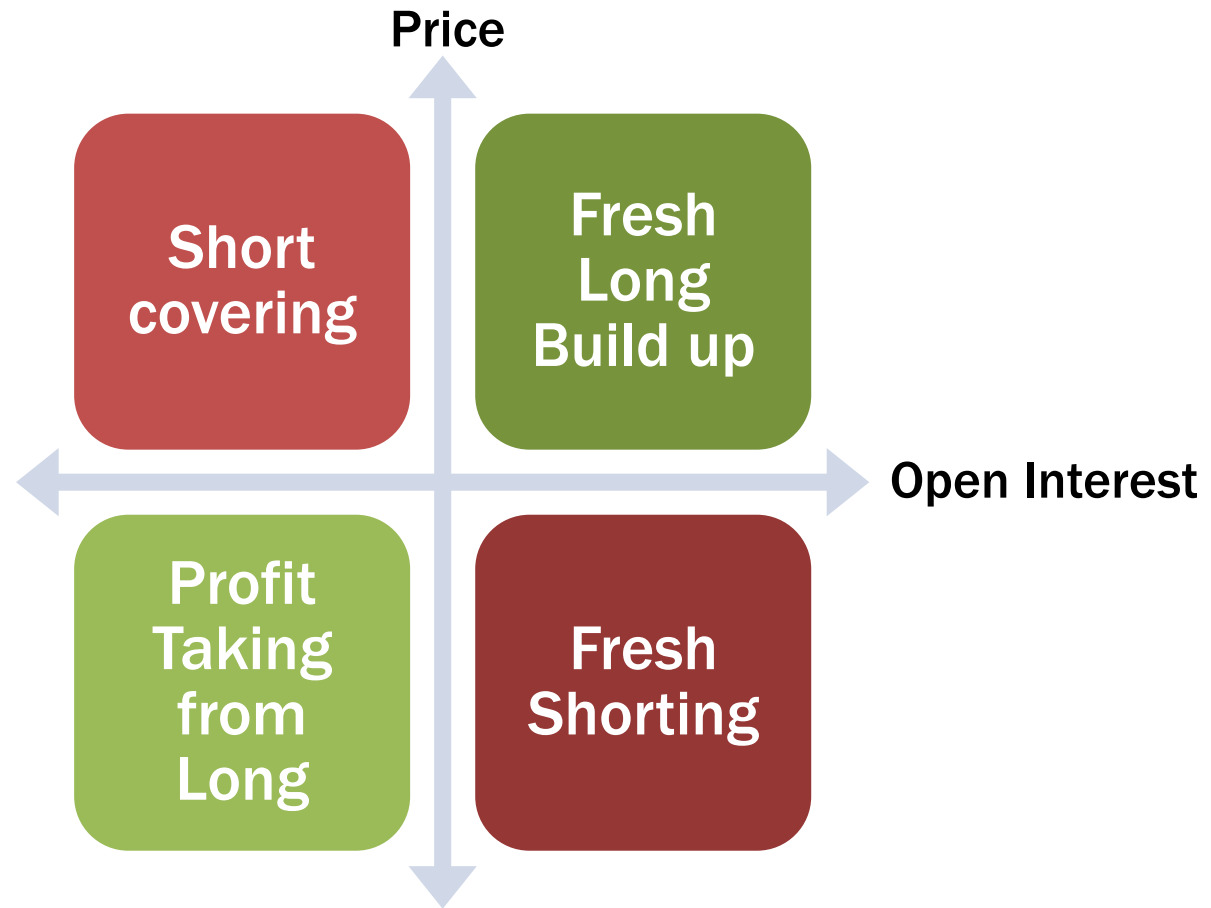 Price
Short
covering
Fresh
Long
Build up
Open Interest
Profit
Taking
from
Long
Fresh
Shorting